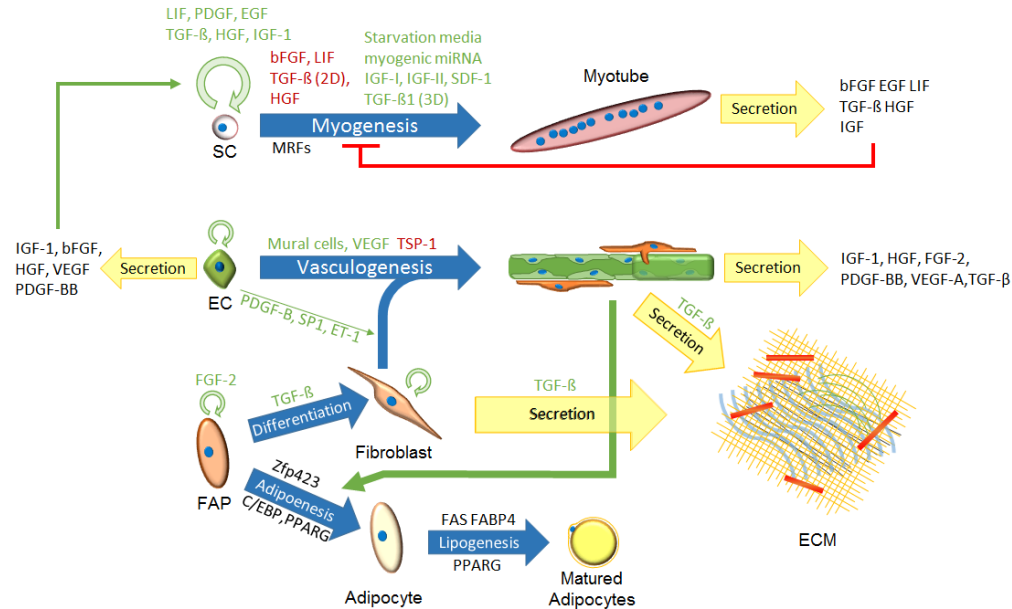 LIF, PDGF, EGF
TGF-ß, HGF, IGF-1
bFGF, LIF
TGF-ß (2D),
HGF
Starvation media
myogenic miRNA
IGF-I, IGF-II, SDF-1
TGF-ß1 (3D)
SC
Myogenesis
MRFs
Myotube
Secretion
bFGF EGF LIF
TGF-ß HGF
IGF
IGF-1, bFGF,
HGF, VEGF
PDGF-BB
Secretion
EC
Mural cells, VEGF TSP-1
Vasculogenesis
Secretion
IGF-1, HGF, FGF-2,
PDGF-BB, VEGF-A,TGF-β
PDGF-B, SP1, ET-1
TGF-ß
Secretion
FGF-2
FAP
TGF-ß
Differentiation
Fibroblast
TGF-ß
Secretion
ECM
Zfp423
Adipoenesis
C/EBP,PPARG
Adipocyte
FAS FABP4
Lipogenesis
PPARG
Matured
Adipocytes